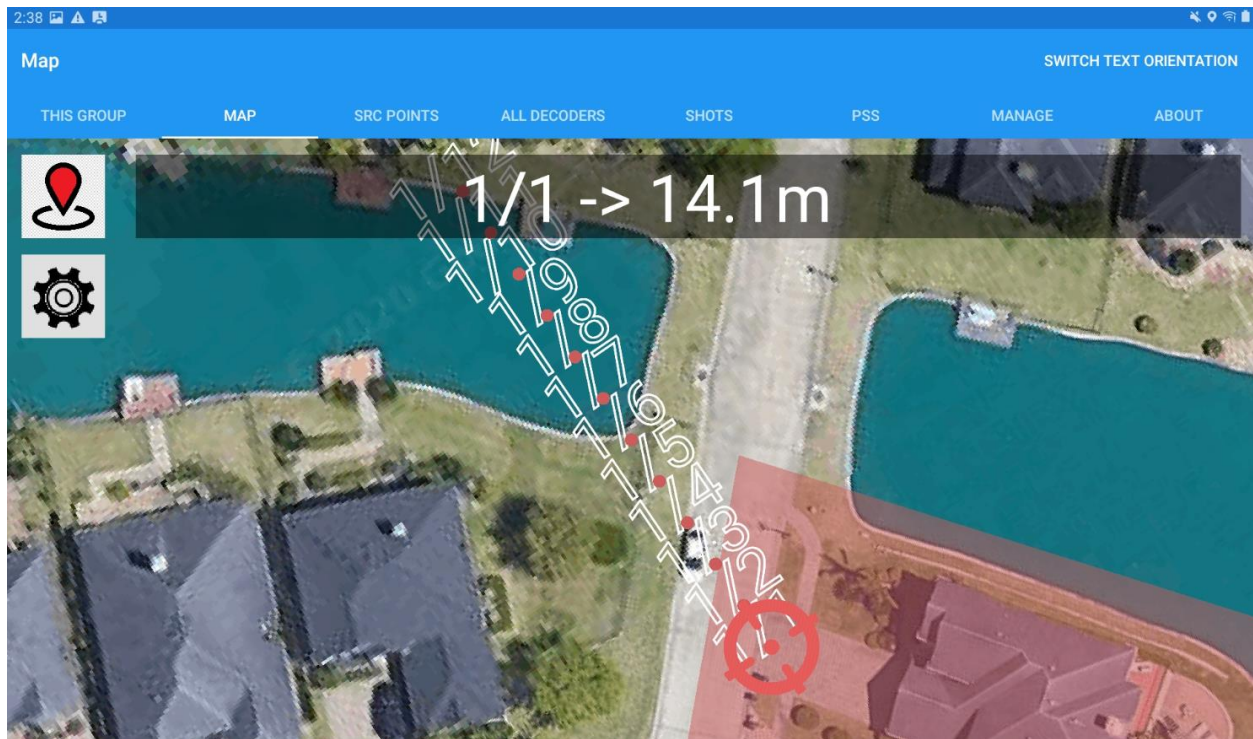 2:38
Map
SWITCH TEXT ORIENTATION
THIS GROUP
MAP
SRC POINTS
ALL DECODERS
SHOTS
PSS
MANAGE
ABOUT
1/1 -> 14.1m
1/9
1/8
1/7
1/6
1/5
1/4
1/3
1/2
1/1